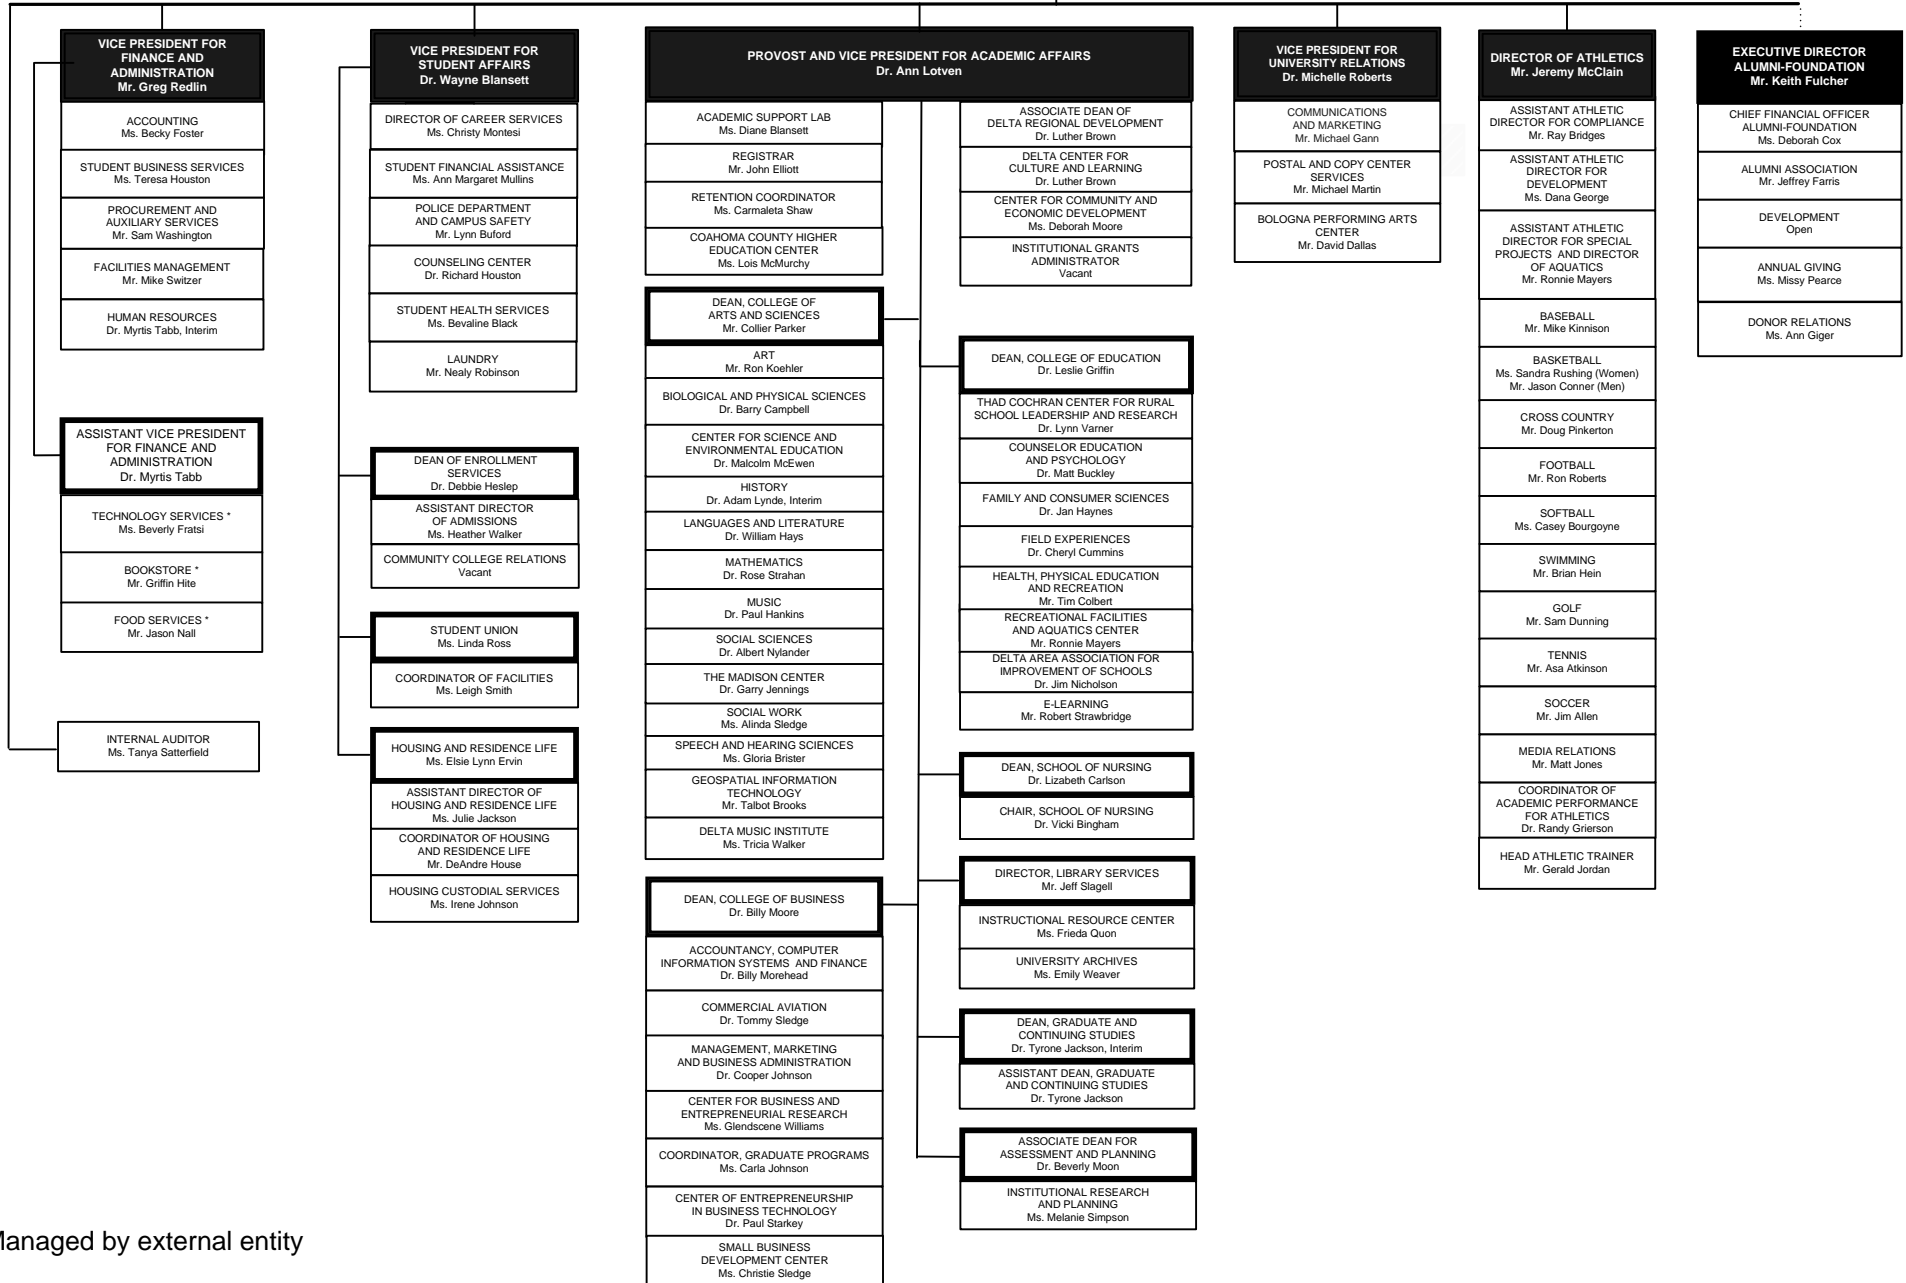 VICE PRESIDENT FOR
FINANCE AND
ADMINISTRATION
Mr. Greg Redlin
ACCOUNTING
Ms. Becky Foster
STUDENT BUSINESS SERVICES
Ms. Teresa Houston
PROCUREMENT AND
AUXILIARY SERVICES
Mr. Sam Washington
FACILITIES MANAGEMENT
Mr. Mike Switzer
HUMAN RESOURCES
Dr. Myrtis Tabb, Interim
ASSISTANT VICE PRESIDENT
FOR FINANCE AND
ADMINISTRATION
Dr. Myrtis Tabb
TECHNOLOGY SERVICES *
Ms. Beverly Fratsi
BOOKSTORE *
Mr. Griffin Hite
FOOD SERVICES *
Mr. Jason Nall
INTERNAL AUDITOR
Ms. Tanya Satterfield
VICE PRESIDENT FOR
STUDENT AFFAIRS
Dr. Wayne Blansett
DIRECTOR OF CAREER SERVICES
Ms. Christy Montesi
STUDENT FINANCIAL ASSISTANCE
Ms. Ann Margaret Mullins
POLICE DEPARTMENT
AND CAMPUS SAFETY
Mr. Lynn Buford
COUNSELING CENTER
Dr. Richard Houston
STUDENT HEALTH SERVICES
Ms. Bevaline Black
LAUNDRY
Mr. Nealy Robinson
DEAN OF ENROLLMENT
SERVICES
Dr. Debbie Heslep
ASSISTANT DIRECTOR
OF ADMISSIONS
Ms. Heather Walker
COMMUNITY COLLEGE RELATIONS
Vacant
STUDENT UNION
Ms. Linda Ross
COORDINATOR OF FACILITIES
Ms. Leigh Smith
HOUSING AND RESIDENCE LIFE
Ms. Elsie Lynn Ervin
ASSISTANT DIRECTOR OF
HOUSING AND RESIDENCE LIFE
Ms. Julie Jackson
COORDINATOR OF HOUSING
AND RESIDENCE LIFE
Mr. DeAndre House
HOUSING CUSTODIAL SERVICES
Ms. Irene Johnson
PROVOST AND VICE PRESIDENT FOR ACADEMIC AFFAIRS
Dr. Ann Lotven
ACADEMIC SUPPORT LAB
Ms. Diane Blansett
REGISTRAR
Mr. John Elliott
RETENTION COORDINATOR
Ms. Carmaleta Shaw
COAHOMA COUNTY HIGHER
EDUCATION CENTER
Ms. Lois McMurchy
DEAN, COLLEGE OF
ARTS AND SCIENCES
Mr. Collier Parker
ART
Mr. Ron Koehler
BIOLOGICAL AND PHYSICAL SCIENCES
Dr. Barry Campbell
CENTER FOR SCIENCE AND
ENVIRONMENTAL EDUCATION
Dr. Malcolm McEwen
HISTORY
Dr. Adam Lynde, Interim
LANGUAGES AND LITERATURE
Dr. William Hays
MATHEMATICS
Dr. Rose Strahan
MUSIC
Dr. Paul Hankins
SOCIAL SCIENCES
Dr. Albert Nylander
THE MADISON CENTER
Dr. Garry Jennings
SOCIAL WORK
Ms. Alinda Sledge
SPEECH AND HEARING SCIENCES
Ms. Gloria Brister
GEOSPATIAL INFORMATION
TECHNOLOGY
Mr. Talbot Brooks
DELTA MUSIC INSTITUTE
Ms. Tricia Walker
DEAN, COLLEGE OF BUSINESS
Dr. Billy Moore
ACCOUNTANCY, COMPUTER
INFORMATION SYSTEMS AND FINANCE
Dr. Billy Morehead
COMMERCIAL AVIATION
Dr. Tommy Sledge
MANAGEMENT, MARKETING
AND BUSINESS ADMINISTRATION
Dr. Cooper Johnson
CENTER FOR BUSINESS AND
ENTREPRENEURIAL RESEARCH
Ms. Glendscene Williams
COORDINATOR, GRADUATE PROGRAMS
Ms. Carla Johnson
CENTER OF ENTREPRENEURSHIP
IN BUSINESS TECHNOLOGY
Dr. Paul Starkey
SMALL BUSINESS
DEVELOPMENT CENTER
Ms. Christie Sledge
ASSOCIATE DEAN OF
DELTA REGIONAL DEVELOPMENT
Dr. Luther Brown
DELTA CENTER FOR
CULTURE AND LEARNING
Dr. Luther Brown
CENTER FOR COMMUNITY AND
ECONOMIC DEVELOPMENT
Ms. Deborah Moore
INSTITUTIONAL GRANTS
ADMINISTRATOR
Vacant
DEAN, COLLEGE OF EDUCATION
Dr. Leslie Griffin
THAD COCHRAN CENTER FOR RURAL
SCHOOL LEADERSHIP AND RESEARCH
Dr. Lynn Varner
COUNSELOR EDUCATION
AND PSYCHOLOGY
Dr. Matt Buckley
FAMILY AND CONSUMER SCIENCES
Dr. Jan Haynes
FIELD EXPERIENCES
Dr. Cheryl Cummins
HEALTH, PHYSICAL EDUCATION
AND RECREATION
Mr. Tim Colbert
RECREATIONAL FACILITIES
AND AQUATICS CENTER
Mr. Ronnie Mayers
DELTA AREA ASSOCIATION FOR
IMPROVEMENT OF SCHOOLS
Dr. Jim Nicholson
E-LEARNING
Mr. Robert Strawbridge
DEAN, SCHOOL OF NURSING
Dr. Lizabeth Carlson
CHAIR, SCHOOL OF NURSING
Dr. Vicki Bingham
DIRECTOR, LIBRARY SERVICES
Mr. Jeff Slagell
INSTRUCTIONAL RESOURCE CENTER
Ms. Frieda Quon
UNIVERSITY ARCHIVES
Ms. Emily Weaver
DEAN, GRADUATE AND
CONTINUING STUDIES
Dr. Tyrone Jackson, Interim
ASSISTANT DEAN, GRADUATE
AND CONTINUING STUDIES
Dr. Tyrone Jackson
ASSOCIATE DEAN FOR
ASSESSMENT AND PLANNING
Dr. Beverly Moon
INSTITUTIONAL RESEARCH
AND PLANNING
Ms. Melanie Simpson
VICE PRESIDENT FOR
UNIVERSITY RELATIONS
Dr. Michelle Roberts
COMMUNICATIONS
AND MARKETING
Mr. Michael Gann
POSTAL AND COPY CENTER
SERVICES
Mr. Michael Martin
BOLOGNA PERFORMING ARTS
CENTER
Mr. David Dallas
DIRECTOR OF ATHLETICS
Mr. Jeremy McClain
ASSISTANT ATHLETIC
DIRECTOR FOR COMPLIANCE
Mr. Ray Bridges
ASSISTANT ATHLETIC
DIRECTOR FOR
DEVELOPMENT
Ms. Dana George
ASSISTANT ATHLETIC
DIRECTOR FOR SPECIAL
PROJECTS AND DIRECTOR
OF AQUATICS
Mr. Ronnie Mayers
BASEBALL
Mr. Mike Kinnison
BASKETBALL
Ms. Sandra Rushing (Women)
Mr. Jason Conner (Men)
CROSS COUNTRY
Mr. Doug Pinkerton
FOOTBALL
Mr. Ron Roberts
SOFTBALL
Ms. Casey Bourgoyne
SWIMMING
Mr. Brian Hein
GOLF
Mr. Sam Dunning
TENNIS
Mr. Asa Atkinson
SOCCER
Mr. Jim Allen
MEDIA RELATIONS
Mr. Matt Jones
COORDINATOR OF
ACADEMIC PERFORMANCE
FOR ATHLETICS
Dr. Randy Grierson
HEAD ATHLETIC TRAINER
Mr. Gerald Jordan
EXECUTIVE DIRECTOR
ALUMNI-FOUNDATION
Mr. Keith Fulcher
CHIEF FINANCIAL OFFICER
ALUMNI-FOUNDATION
Ms. Deborah Cox
ALUMNI ASSOCIATION
Mr. Jeffrey Farris
DEVELOPMENT
Open
ANNUAL GIVING
Ms. Missy Pearce
DONOR RELATIONS
Ms. Ann Giger
Managed by external entity